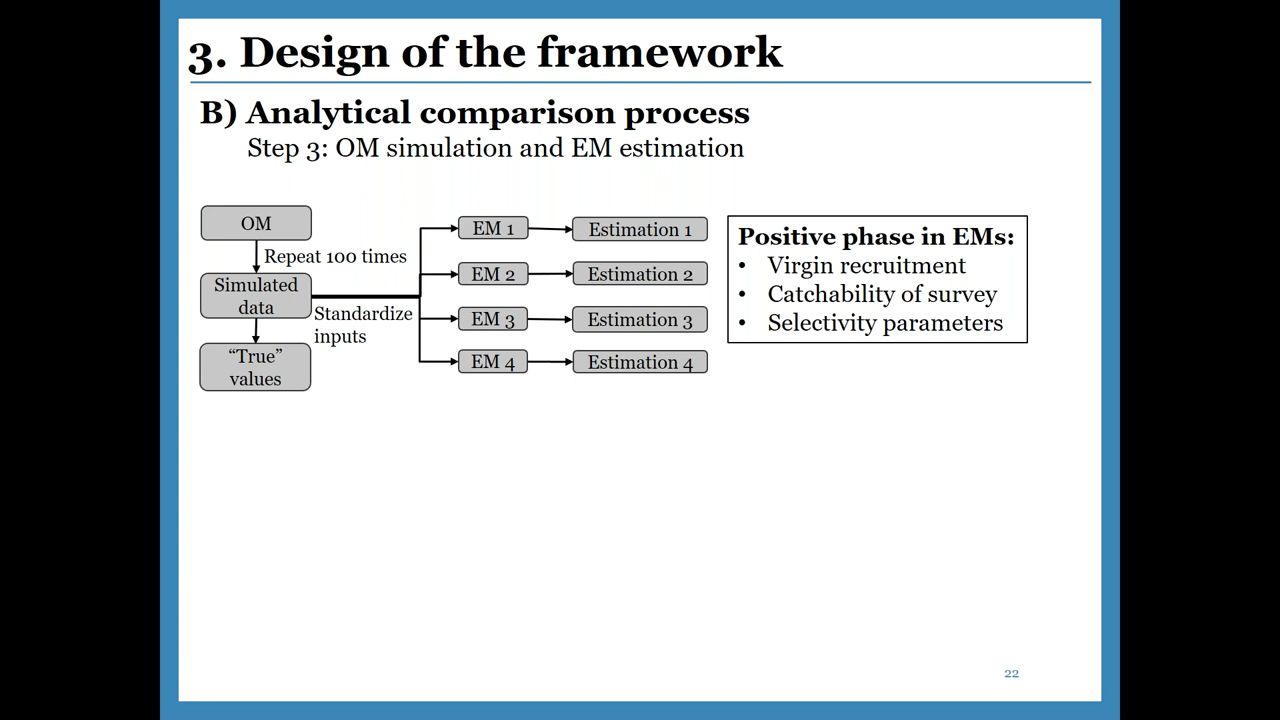 3. Design of the framework
B) Analytical comparison process
Step 3: OM simulation and EM estimation
OM
Repeat 100 times
Simulated
data
Standardize
inputs
“True”
values
EM 1
Estimation 1
EM 2
Estimation 2
EM 3
Estimation 3
EM 4
Estimation 4
Positive phase in EMs:
• Virgin recruitment
• Catchability of survey
• Selectivity parameters
22